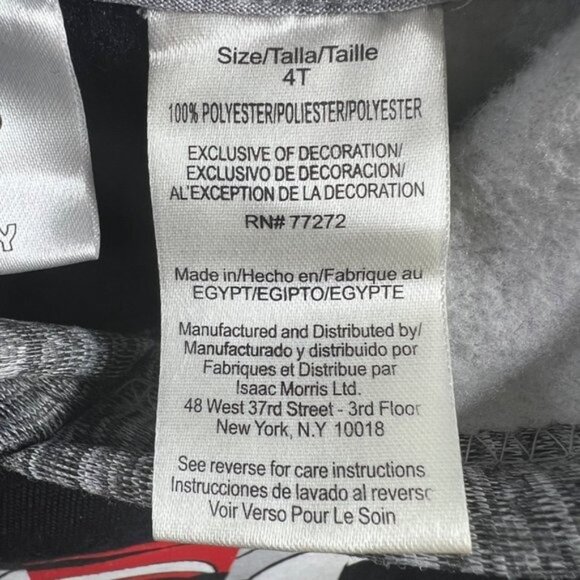 Size/Talla/Taille
4T
100% POLYESTER/POLIESTER/POLYESTER
EXCLUSIVE OF DECORATION/
EXCLUSIVO DE DECORACION/
AL'EXCEPTION DE LA DECORATION
RN# 77272
Made in/Hecho en/Fabrique au
EGYPT/EGIPTO/EGYPTE
Manufactured and Distributed by/
Manufacturado y distribuido por
Fabriques et Distribue par
Isaac Morris Ltd.
48 West 37rd Street - 3rd Floor
New York, N.Y 10018
See reverse for care instructions
Instrucciones de lavado al reverso
Voir Verso Pour Le Soin
Y